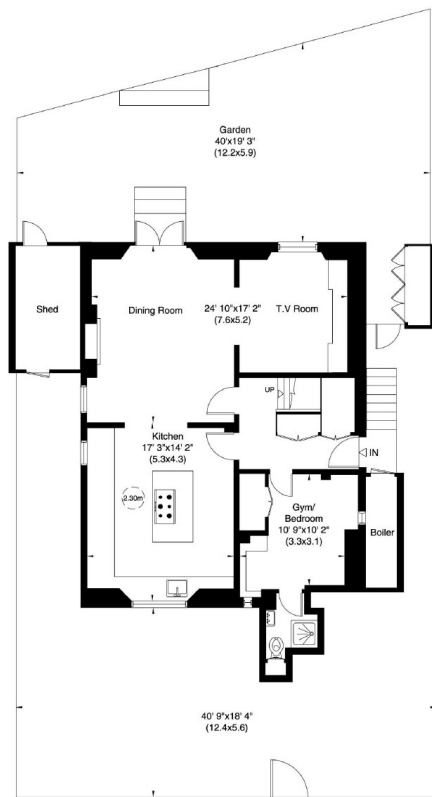 Garden
40'x19' 3"
(12.2x5.9)
Shed
Dining Room
24' 10"x17' 2"
(7.6x5.2)
T.V Room
UP
Kitchen
17' 3"x14' 2"
(5.3x4.3)
IN
2.30m
Gym/
Bedroom
10' 9"x10' 2"
(3.3x3.1)
Boiler
40' 9"x18' 4"
(12.4x5.6)